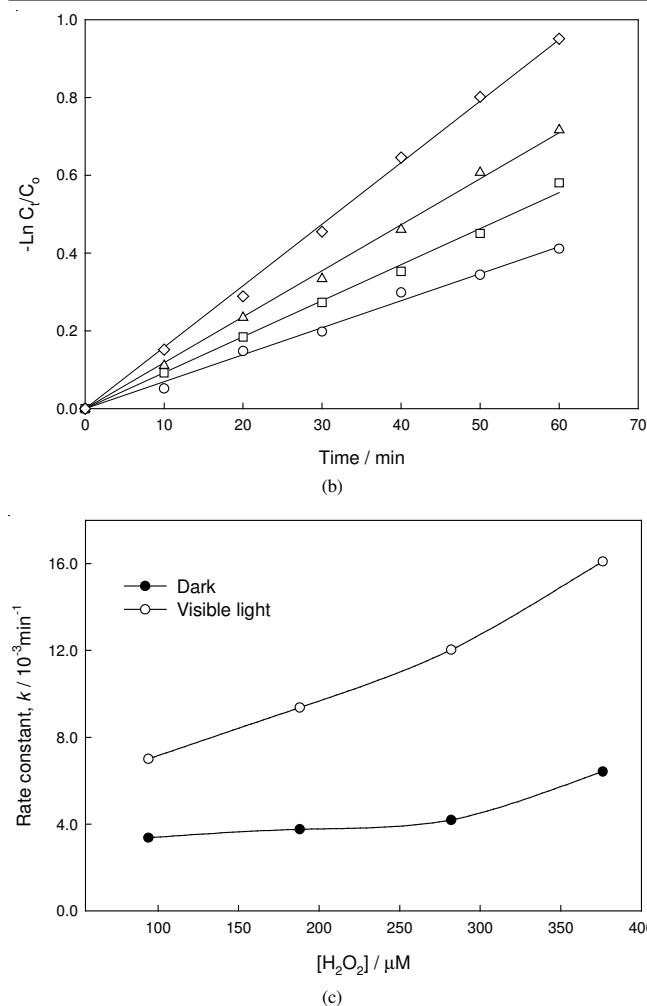 1.0
0.8
0.6
0.4
0.2
0.0
-Ln Cₜ/Cₒ
0 10 20 30 40 50 60 70
Time / min
(b)
16.0
12.0
8.0
4.0
0.0
Rate constant, k / 10⁻³min⁻¹
Dark
Visible light
100 150 200 250 300 350 400
[H₂O₂] / μM
(c)